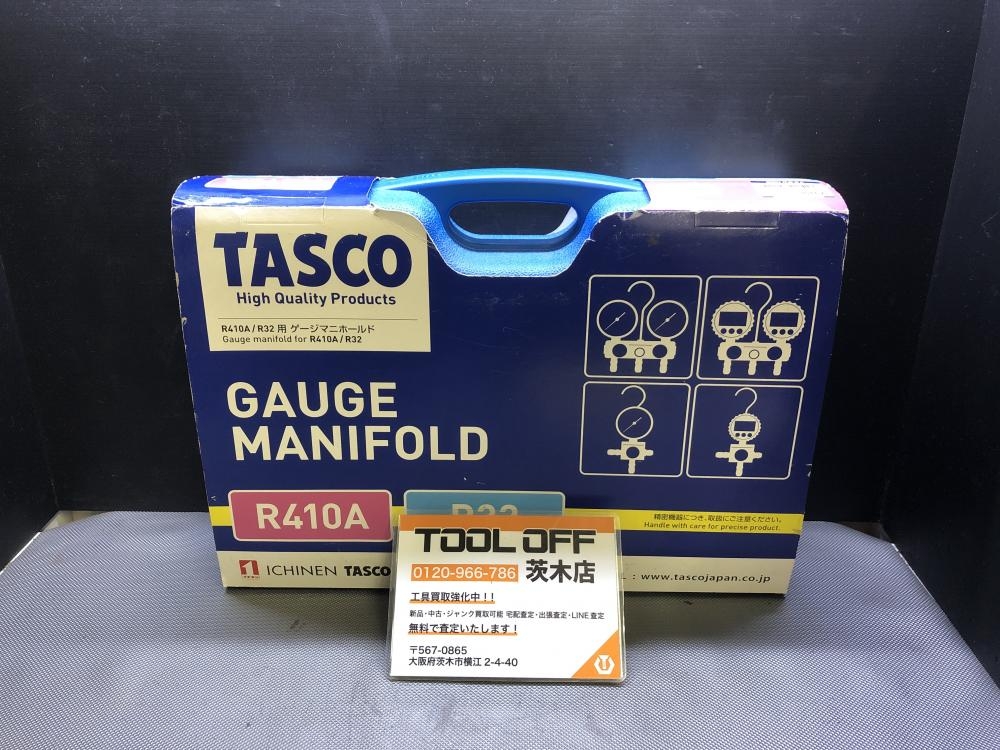 TASCO
High Quality Products
R410A/R32 用 ゲージマニホールド
Gauge manifold for R410A/R32
GAUGE
MANIFOLD
R410A
R32
精密機器につき、取扱にご注意ください。
Handle with care for precise product.
ICHINEN TASCO
: www.tascojapan.co.jp
TOOL OFF
0120-966-786 茨木店
工具買取強化中!!
新品・中古・ジャンク買取可能 宅配査定・出張査定・LINE査定
無料で査定いたします!
〒567-0865
大阪府茨木市横江 2-4-40